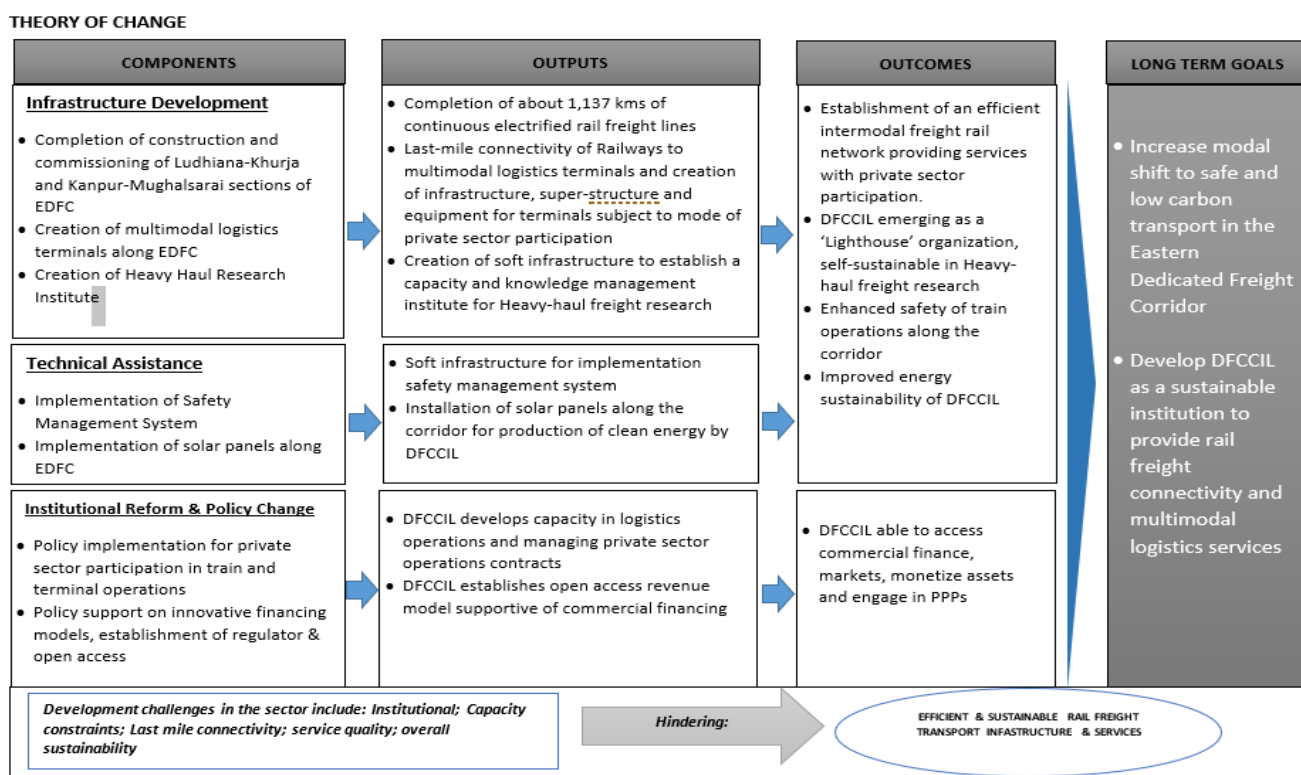 THEORY OF CHANGE
COMPONENTS
OUTPUTS
OUTCOMES
LONG TERM GOALS
Infrastructure Development
• Completion of construction and
commissioning of Ludhiana-Khurja
and Kanpur-Mughalsarai sections of
EDFC
• Creation of multimodal logistics
terminals along EDFC
• Creation of Heavy Haul Research
Institute
• Completion of about 1,137 kms of
continuous electrified rail freight lines
• Last-mile connectivity of Railways to
multimodal logistics terminals and creation
of infrastructure, super-structure and
equipment for terminals subject to mode of
private sector participation
• Creation of soft infrastructure to establish a
capacity and knowledge management
institute for Heavy-haul freight research
• Establishment of an efficient
intermodal freight rail
network providing services
with private sector
participation.
• DFCCIL emerging as a
‘Lighthouse’ organization,
self-sustainable in Heavy-
haul freight research
• Enhanced safety of train
operations along the
corridor
• Improved energy
sustainability of DFCCIL
• Increase modal
shift to safe and
low carbon
transport in the
Eastern
Dedicated Freight
Corridor
• Develop DFCCIL
as a sustainable
institution to
provide rail
freight
connectivity and
multimodal
logistics services
Technical Assistance
• Implementation of Safety
Management System
• Implementation of solar panels along
EDFC
• Soft infrastructure for implementation
safety management system
• Installation of solar panels along the
corridor for production of clean energy by
DFCCIL
Institutional Reform & Policy Change
• Policy implementation for private
sector participation in train and
terminal operations
• Policy support on innovative financing
models, establishment of regulator &
open access
• DFCCIL develops capacity in logistics
operations and managing private sector
operations contracts
• DFCCIL establishes open access revenue
model supportive of commercial financing
• DFCCIL able to access
commercial finance,
markets, monetize assets
and engage in PPPs
Development challenges in the sector include: Institutional; Capacity
constraints; Last mile connectivity; service quality; overall
sustainability
Hindering:
EFFICIENT & SUSTAINABLE RAIL FREIGHT
TRANSPORT INFASTRUCTURE & SERVICES